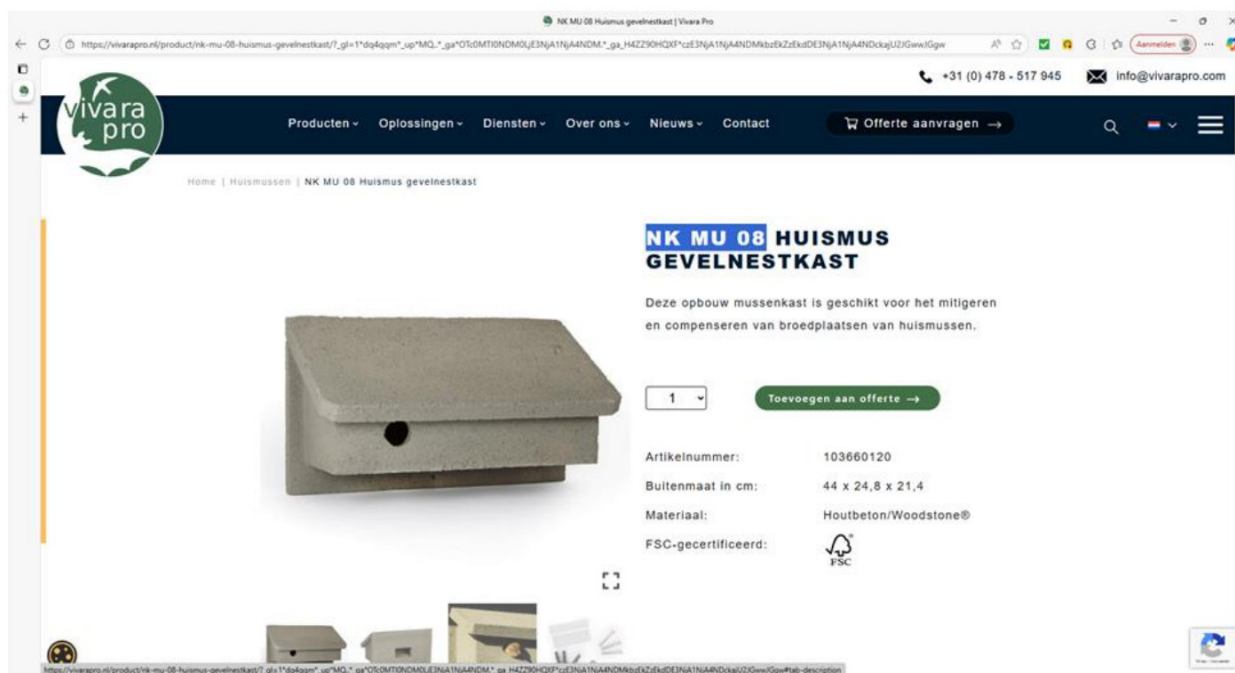 NK MU 08 Huismus gevelnestkast | Vivara Pro
Aanmelden
+31 (0) 478 - 517 945
info@vivarapro.com
vivara
pro
Producten
Oplossingen
Diensten
Over ons
Nieuws
Contact
Offerte aanvragen →
Home | Huismussen | NK MU 08 Huismus gevelnestkast
NK MU 08 HUISMUS
GEVELNESTKAST
Deze opbouw mussenkast is geschikt voor het mitigeren
en compenseren van broedplaatsen van huismussen.
1
Toevoegen aan offerte →
Artikelnummer: 103660120
Buitenmaat in cm: 44 x 24,8 x 21,4
Materiaal: Houtbeton/Woodstone®
FSC-gecertificeerd:
FSC